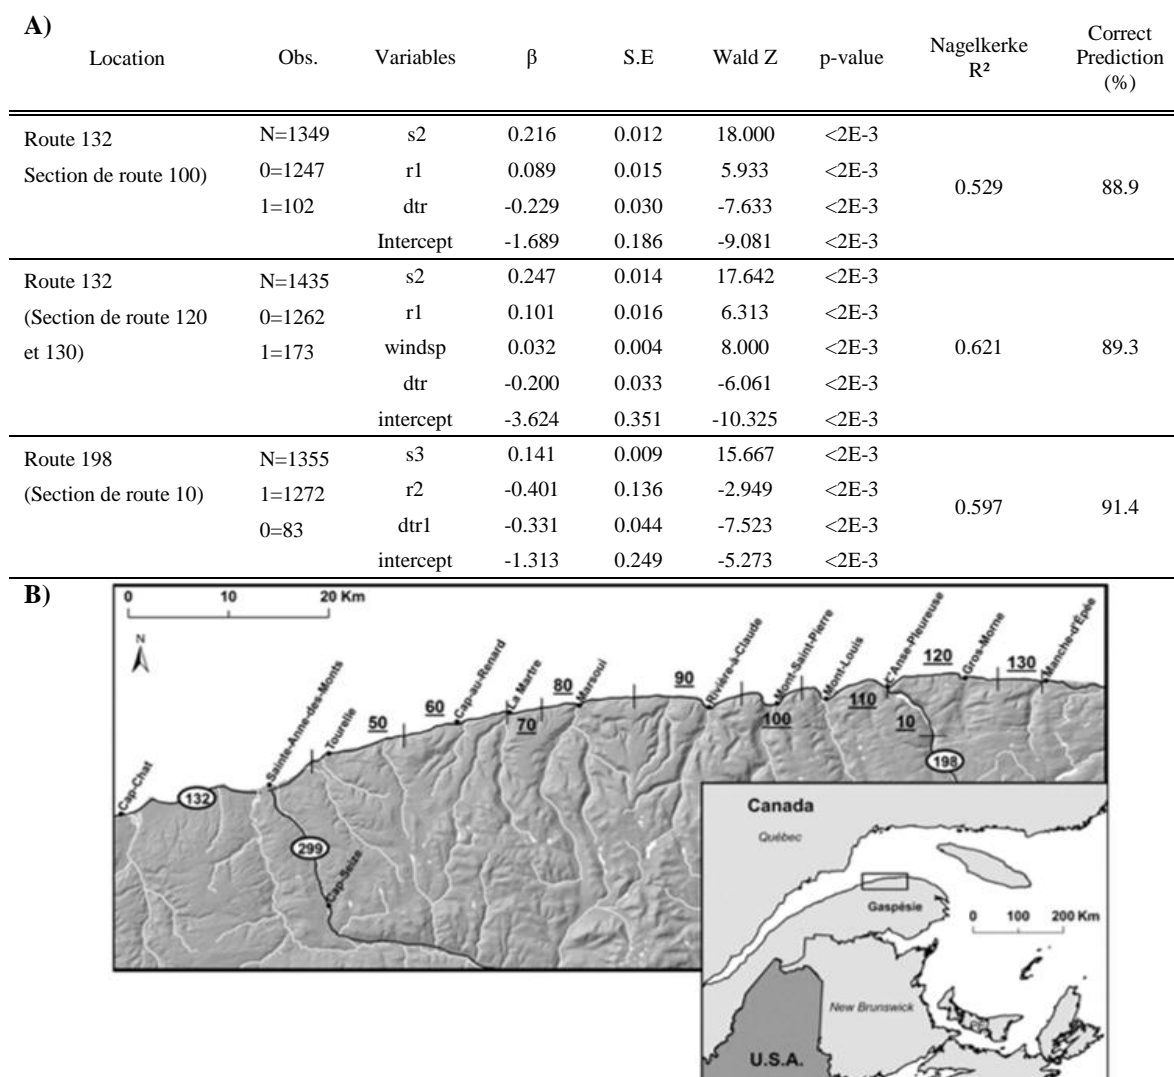 A)
Location Obs. Variables β S.E Wald Z p-value Nagelkerke R² Correct Prediction (%)
Route 132 N=1349 s2 0.216 0.012 18.000 <2E-3
Section de route 100) 0=1247 r1 0.089 0.015 5.933 <2E-3 0.529 88.9
1=102 dtr -0.229 0.030 -7.633 <2E-3
Intercept -1.689 0.186 -9.081 <2E-3
Route 132 N=1435 s2 0.247 0.014 17.642 <2E-3
(Section de route 120 0=1262 r1 0.101 0.016 6.313 <2E-3
et 130) 1=173 windsp 0.032 0.004 8.000 <2E-3 0.621 89.3
dtr -0.200 0.033 -6.061 <2E-3
intercept -3.624 0.351 -10.325 <2E-3
Route 198 N=1355 s3 0.141 0.009 15.667 <2E-3
(Section de route 10) 1=1272 r2 -0.401 0.136 -2.949 <2E-3 0.597 91.4
0=83 dtr1 -0.331 0.044 -7.523 <2E-3
intercept -1.313 0.249 -5.273 <2E-3
B)
0 10 20 Km
N
Cap-Chat
Sainte-Anne-des-Monts
Tourelle
Cap-au-Renard
La Martre
Marsoui
Rivière-à-Claude
Mont-Saint-Pierre
Mont-Louis
L'Anse-Pleureuse
Gros-Morne
Manche-d'Épée
50
60
70
80
90
100
110
10
120
130
132
198
299
Cap-Seize
Canada
Québec
Gaspésie
0 100 200 Km
New Brunswick
U.S.A.